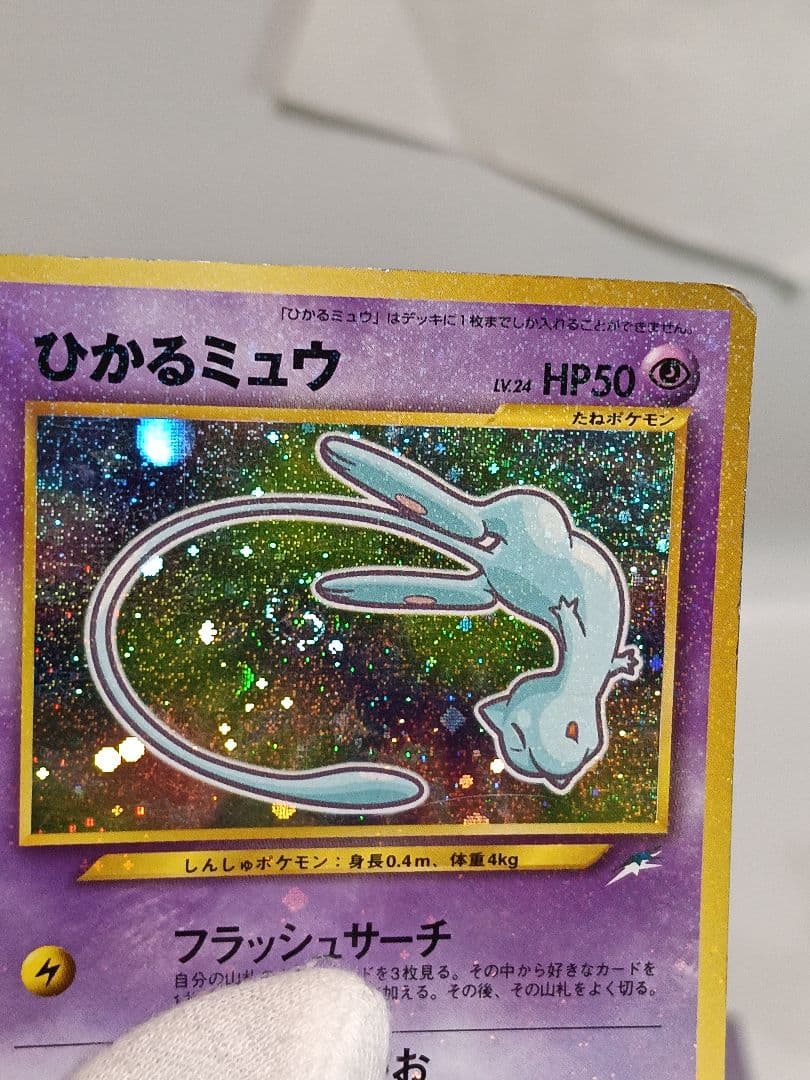 「ひかるミュウ」はデッキに1枚までしか入れることができません。
ひかるミュウ
LV.24 HP50
たねポケモン
しんしゅポケモン：身長0.4m、体重4kg
フラッシュサーチ
自分の山札の ドを3枚見る。その中から好きなカードを
加える。その後、その山札をよく切る。
お